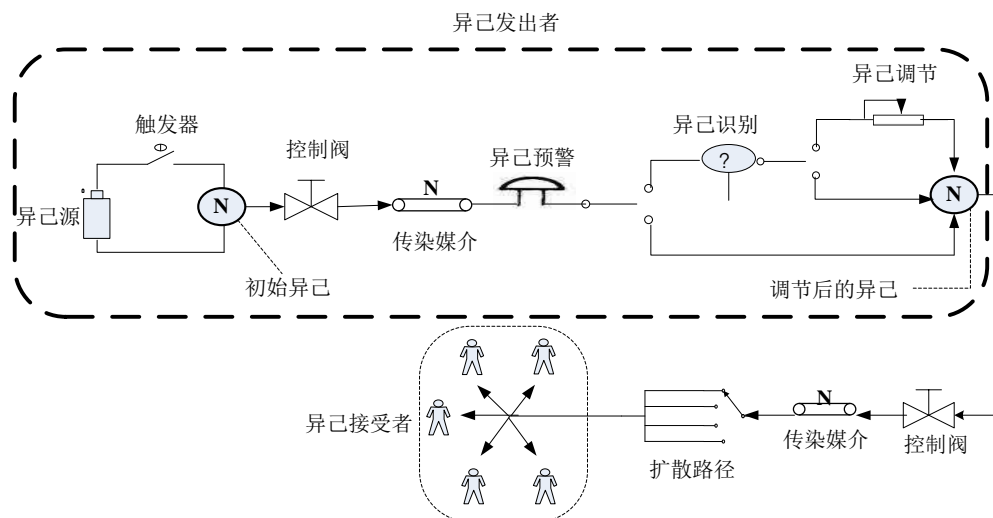 异己发出者
异己调节
触发器
异己识别
控制阀
异己预警
?
N
N
N
异己源
传染媒介
初始异己
调节后的异己
N
异己接受者
传染媒介
控制阀
扩散路径